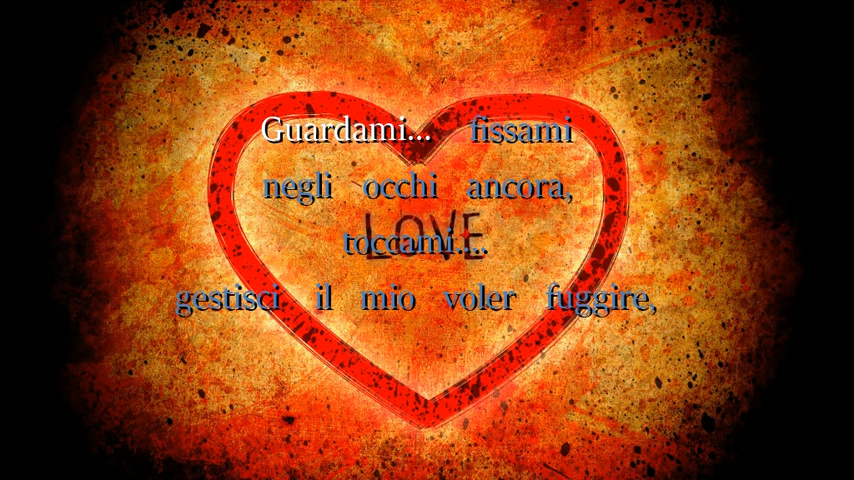 Guardami... fissami
negli occhi ancora,
LOVE
toccami....
gestisci il mio voler fuggire,